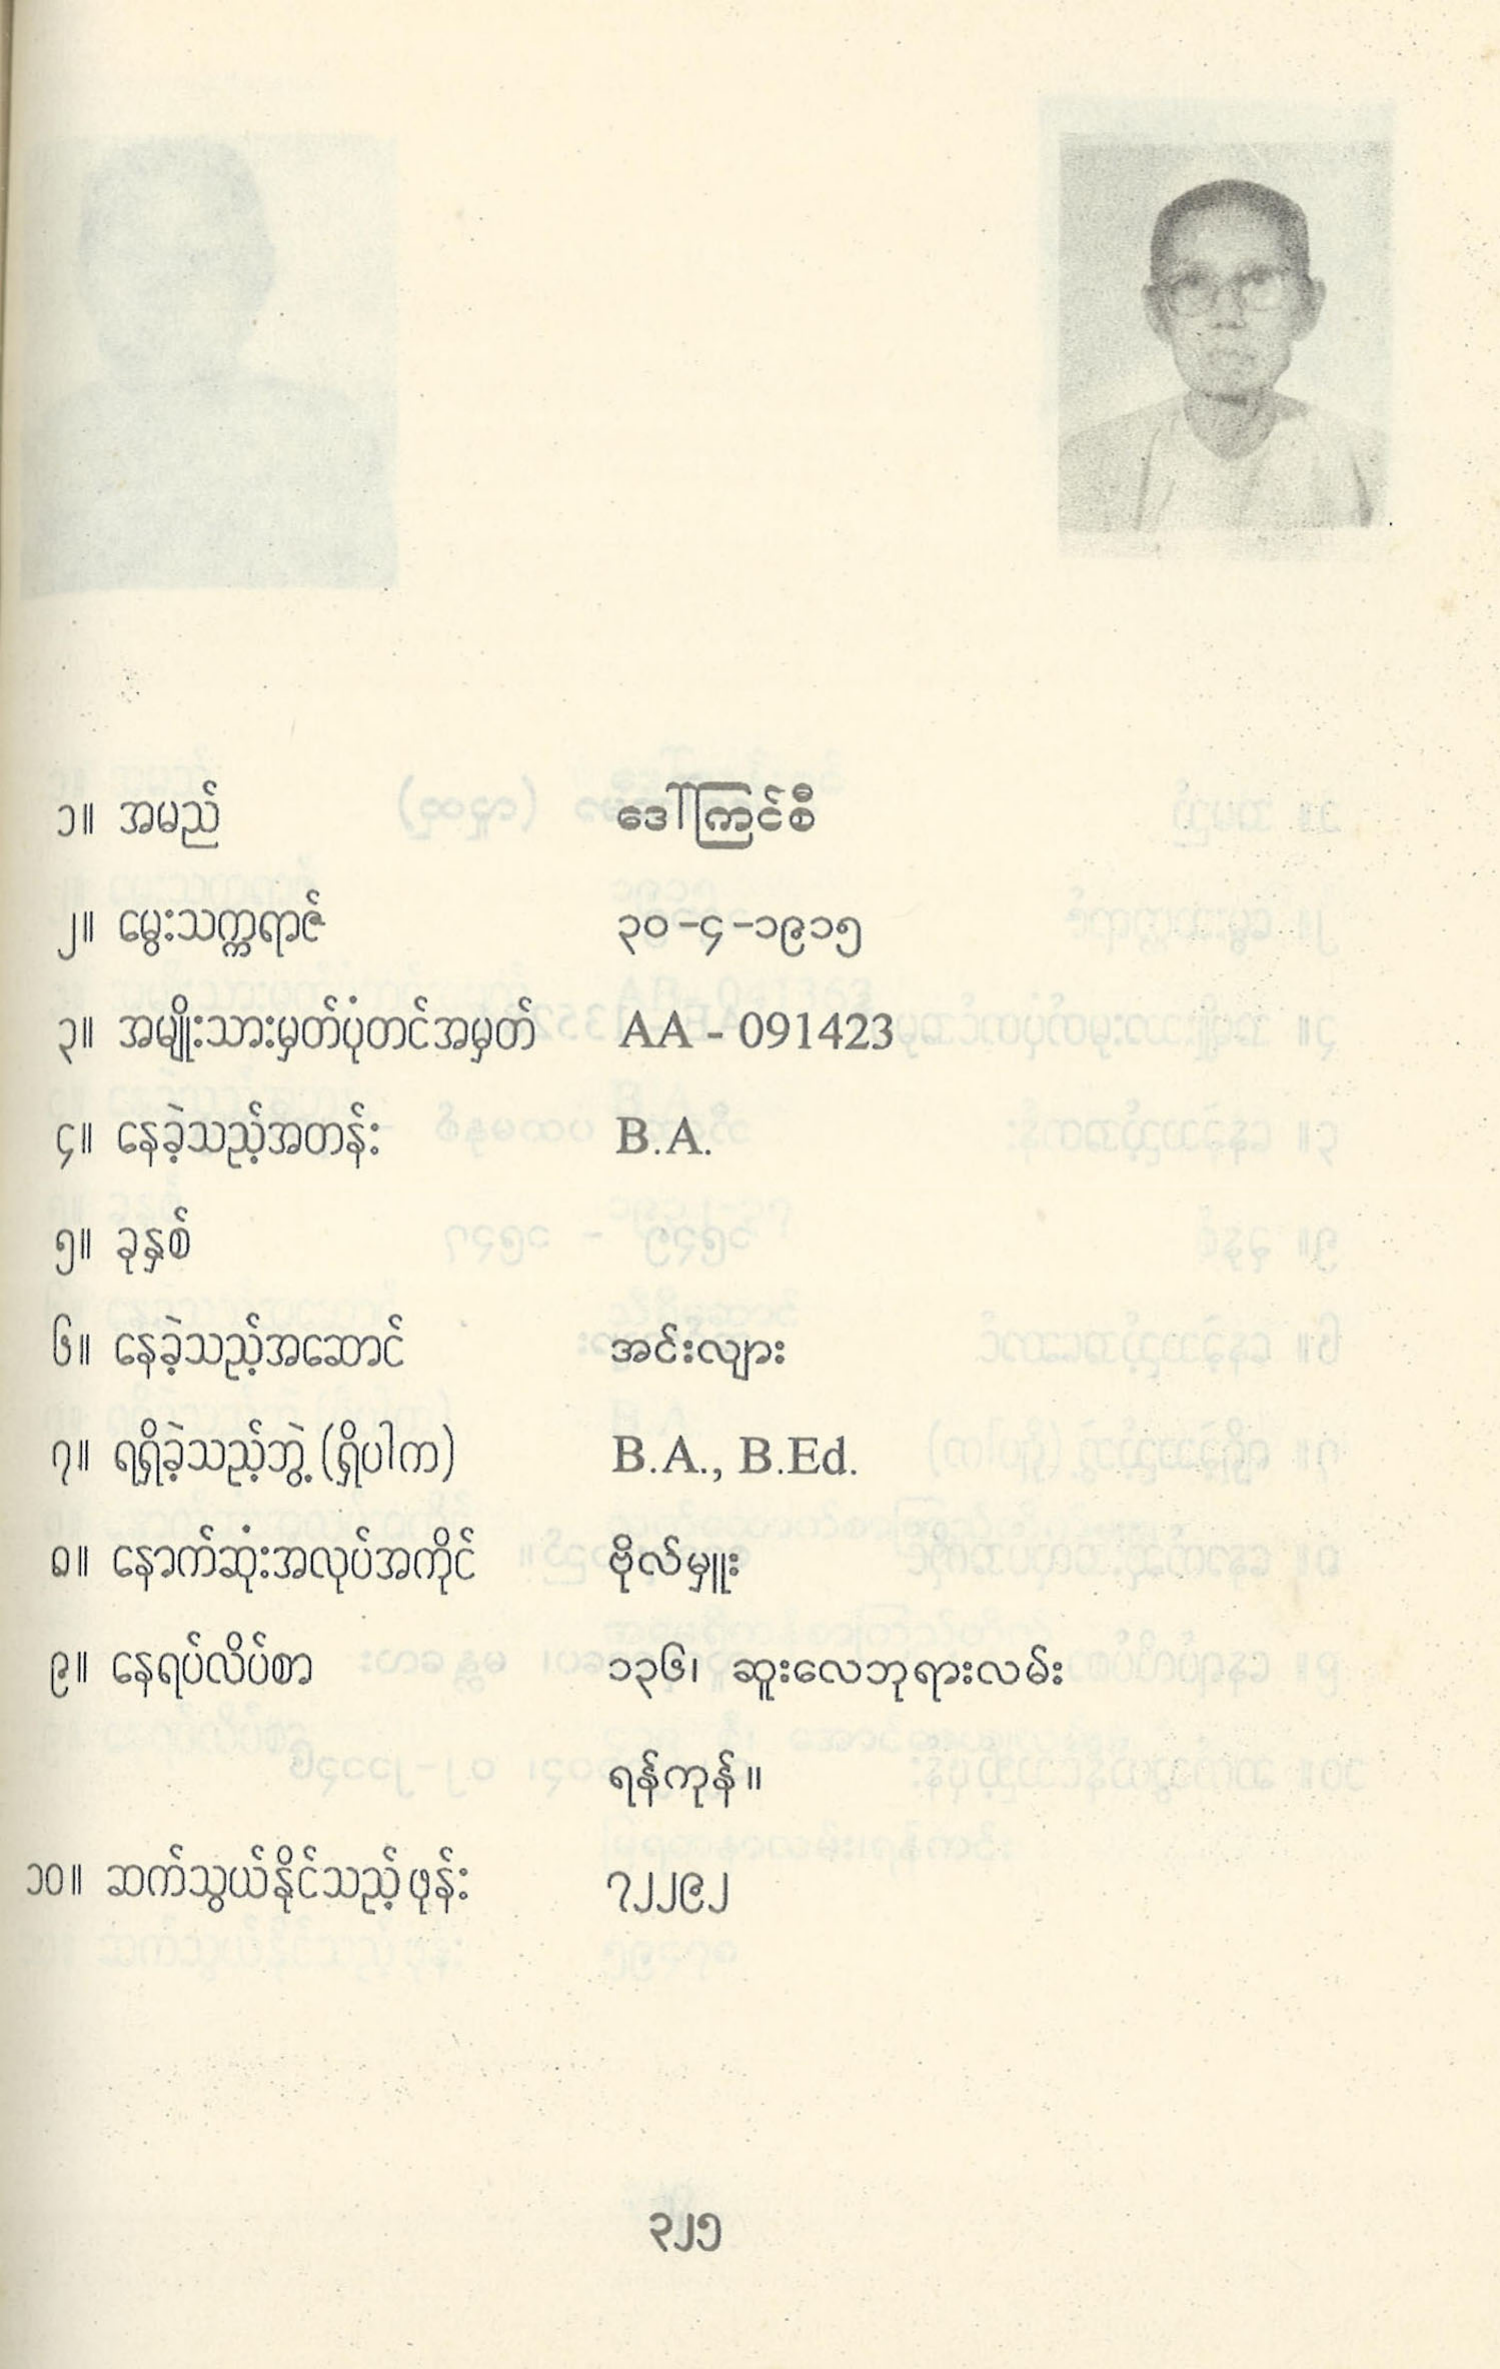 ၁။ အမည် ဒေါ်ကြင်စီ
၂။ မွေးသက္ကရာဇ် ၃၀-၄-၁၉၁၅
၃။ အမျိုးသားမှတ်ပုံတင်အမှတ် AA - 091423
၄။ နေခဲ့သည့်အတန်း B.A.
၅။ ခုနှစ်
၆။ နေခဲ့သည့်အဆောင် အင်းလျား
၇။ ရရှိခဲ့သည့်ဘွဲ့ (ရှိပါက) B.A., B.Ed.
၈။ နောက်ဆုံးအလုပ်အကိုင် ဗိုလ်မှူး
၉။ နေရပ်လိပ်စာ ၁၃၆၊ ဆူးလေဘုရားလမ်း
ရန်ကုန်။
၁၀။ ဆက်သွယ်နိုင်သည့်ဖုန်း ၇၂၂၉၂
၃၂၅